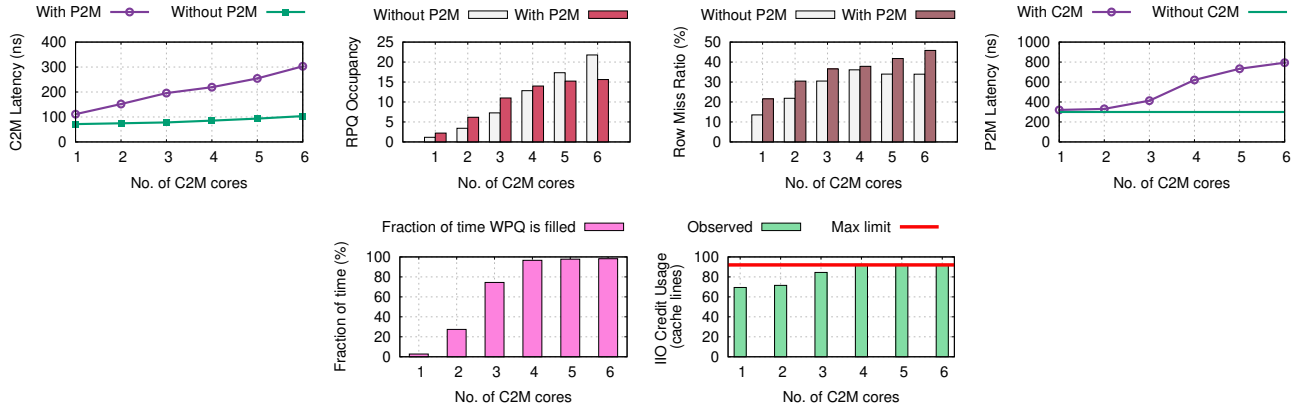 With P2M Without P2M
C2M Latency (ns)
400
300
200
100
0
1 2 3 4 5 6
No. of C2M cores
Without P2M With P2M
RPQ Occupancy
25
20
15
10
5
0
1 2 3 4 5 6
No. of C2M cores
Without P2M With P2M
Row Miss Ratio (%)
50
40
30
20
10
0
1 2 3 4 5 6
No. of C2M cores
With C2M Without C2M
P2M Latency (ns)
1000
800
600
400
200
0
1 2 3 4 5 6
No. of C2M cores
Fraction of time WPQ is filled
Fraction of time (%)
100
80
60
40
20
0
1 2 3 4 5 6
No. of C2M cores
Observed Max limit
IIO Credit Usage
(cache lines)
100
80
60
40
20
0
1 2 3 4 5 6
No. of C2M cores